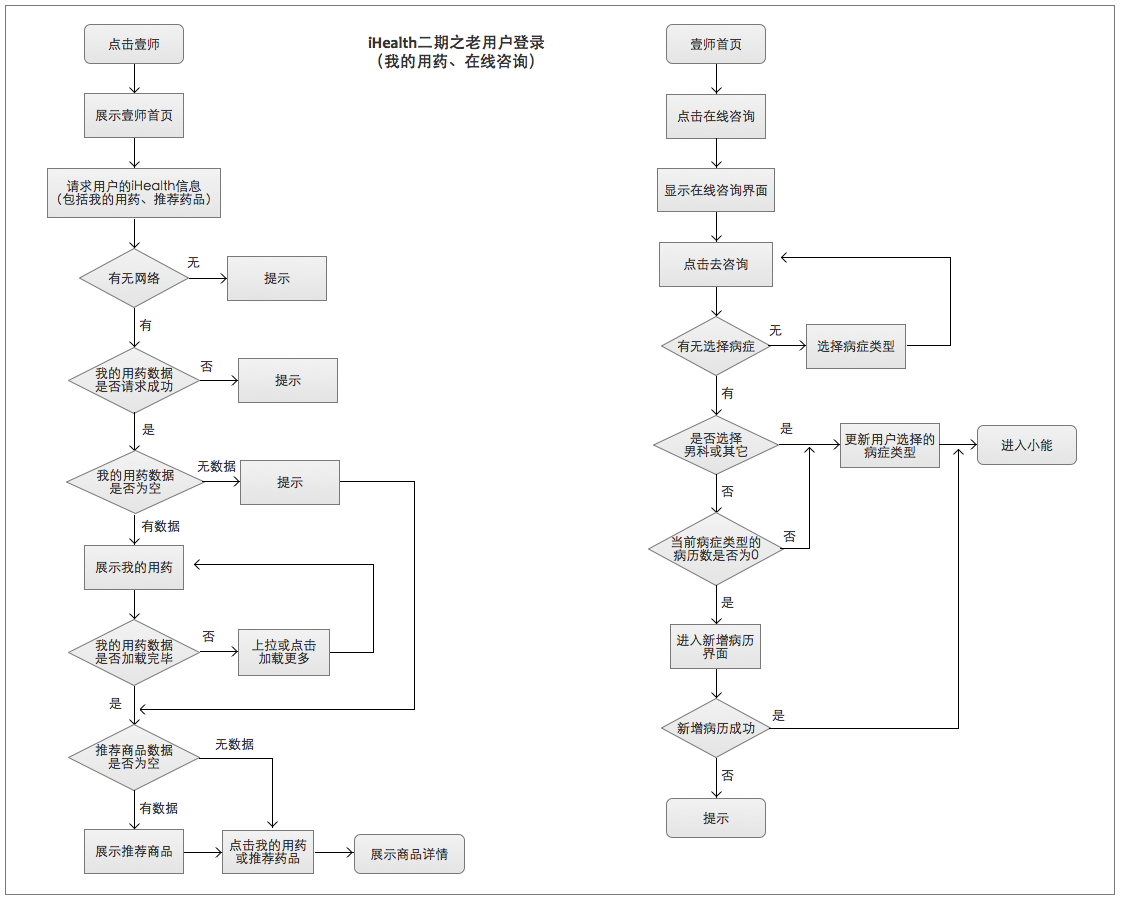 iHealth二期之老用户登录
（我的用药、在线咨询）
点击壹师
展示壹师首页
请求用户的iHealth信息
（包括我的用药、推荐药品）
有无网络
无
提示
有
我的用药数据
是否请求成功
否
提示
是
我的用药数据
是否为空
无数据
提示
有数据
展示我的用药
我的用药数据
是否加载完毕
否
上拉或点击
加载更多
是
推荐商品数据
是否为空
无数据
有数据
展示推荐商品
点击我的用药
或推荐药品
展示商品详情
壹师首页
点击在线咨询
显示在线咨询界面
点击去咨询
有无选择病症
无
选择病症类型
有
是否选择
男科或其它
是
更新用户选择的
病症类型
进入小能
否
当前病症类型的
病历数是否为0
否
是
进入新增病历
界面
新增病历成功
是
否
提示